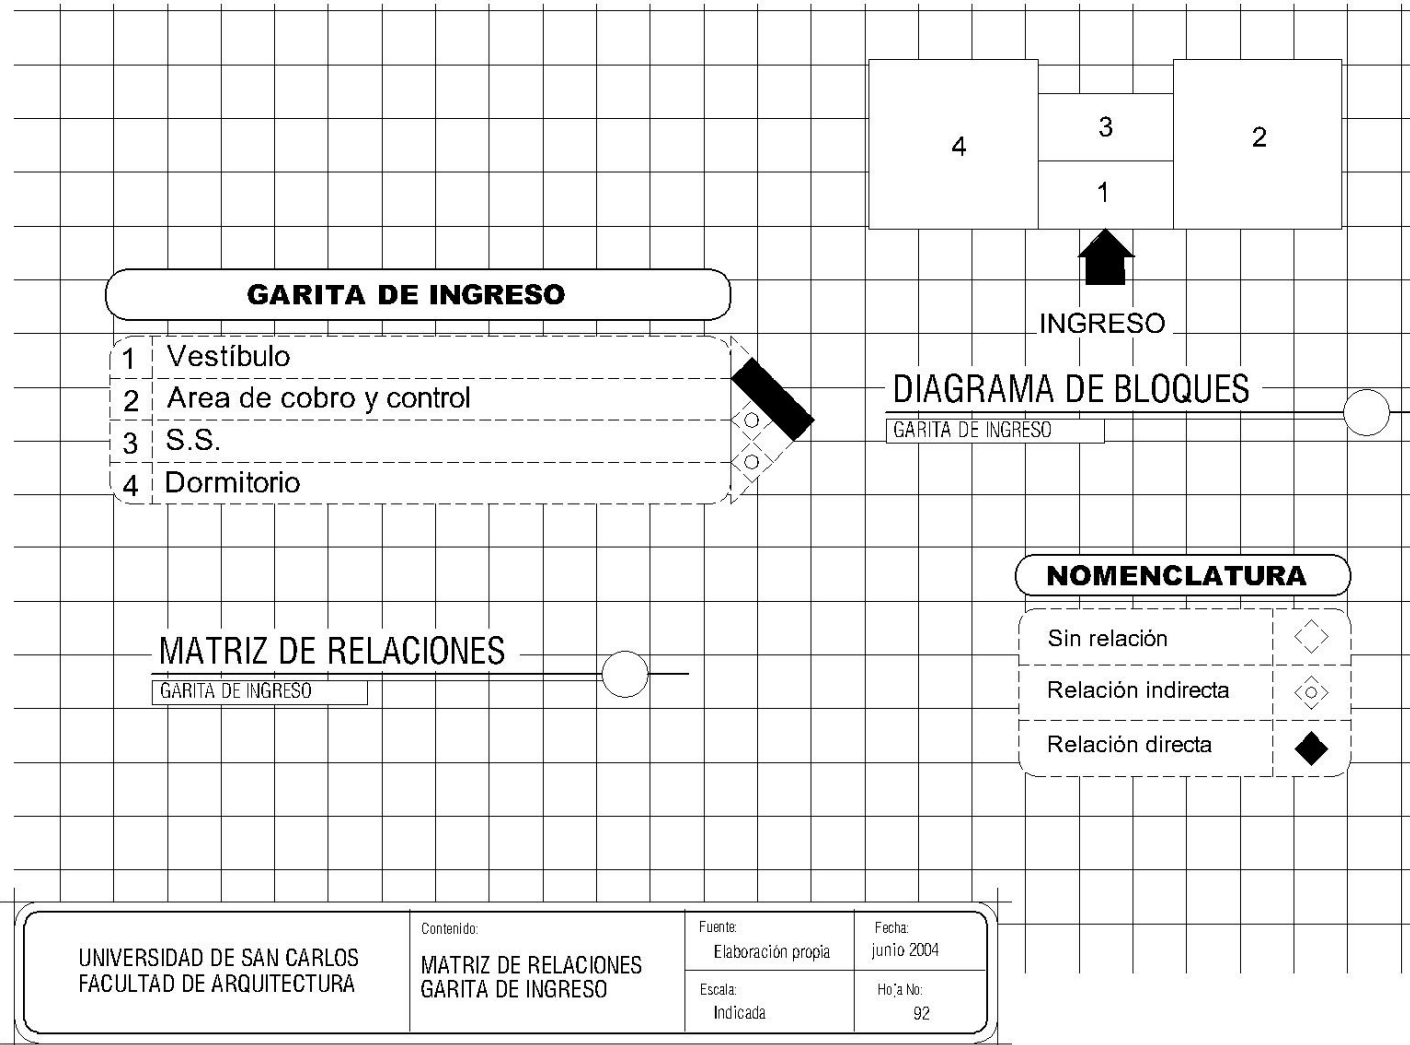 4
3
2
1
INGRESO
DIAGRAMA DE BLOQUES
GARITA DE INGRESO
GARITA DE INGRESO
1 Vestíbulo
2 Area de cobro y control
3 S.S.
4 Dormitorio
MATRIZ DE RELACIONES
GARITA DE INGRESO
NOMENCLATURA
Sin relación
Relación indirecta
Relación directa
UNIVERSIDAD DE SAN CARLOS
FACULTAD DE ARQUITECTURA
Contenido:
MATRIZ DE RELACIONES
GARITA DE INGRESO
Fuente:
Elaboración propia
Fecha:
junio 2004
Escala:
Indicada
Hoja No:
92